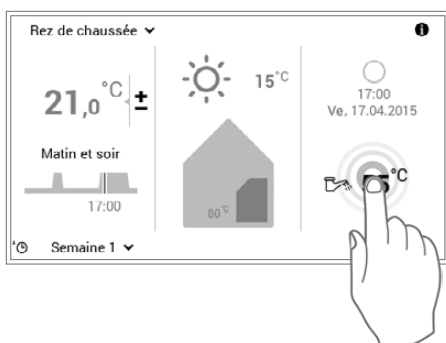 Rez de chaussée
21,0 °C ±
15 °C
17:00
Ve, 17.04.2015
Matin et soir
17:00
80 °C
°C
Semaine 1